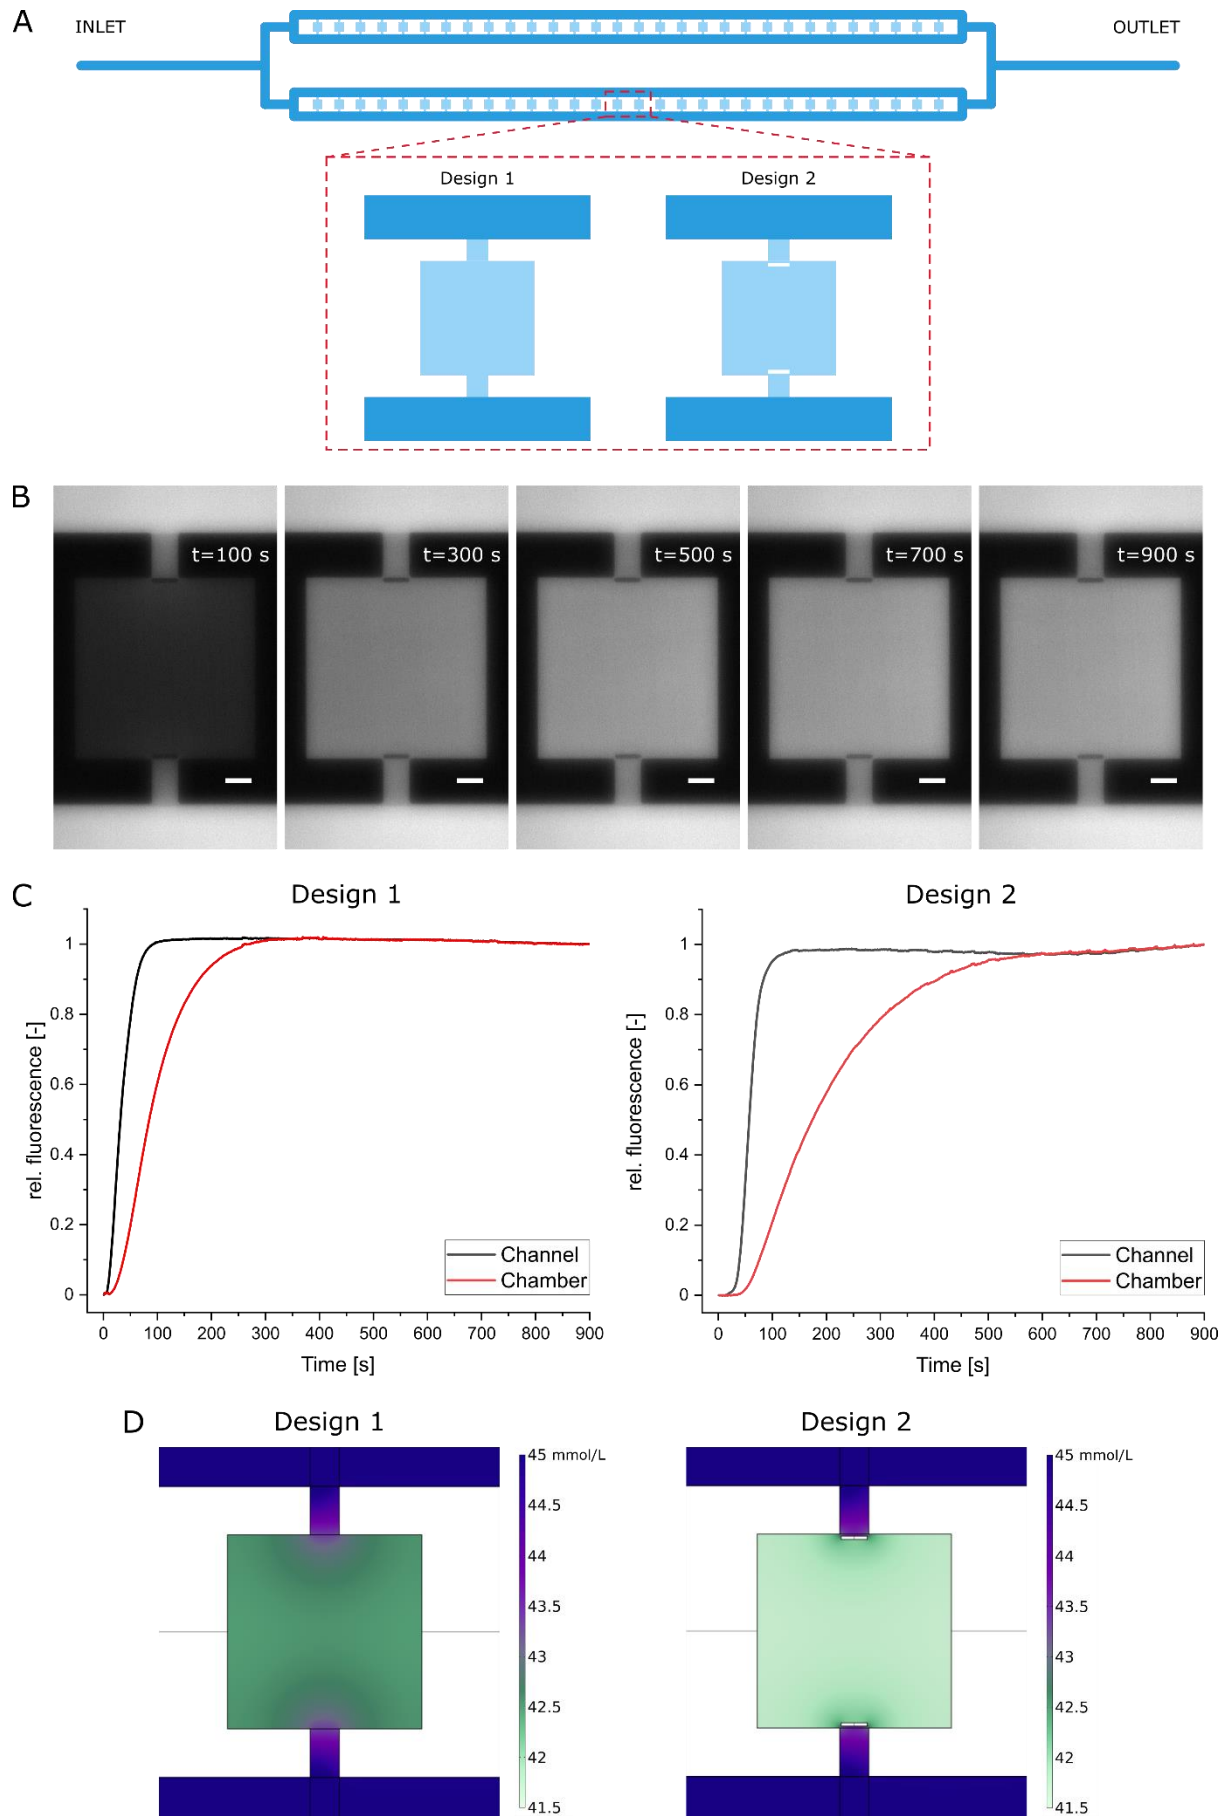 A
INLET
OUTLET
Design 1
Design 2
B
t=100 s
t=300 s
t=500 s
t=700 s
t=900 s
C
Design 1
Design 2
rel. fluorescence [-]
1
0.8
0.6
0.4
0.2
0
Channel
Chamber
0 100 200 300 400 500 600 700 800 900
Time [s]
rel. fluorescence [-]
1
0.8
0.6
0.4
0.2
0
Channel
Chamber
0 100 200 300 400 500 600 700 800 900
Time [s]
D
Design 1
Design 2
45 mmol/L
44.5
44
43.5
43
42.5
42
41.5
45 mmol/L
44.5
44
43.5
43
42.5
42
41.5